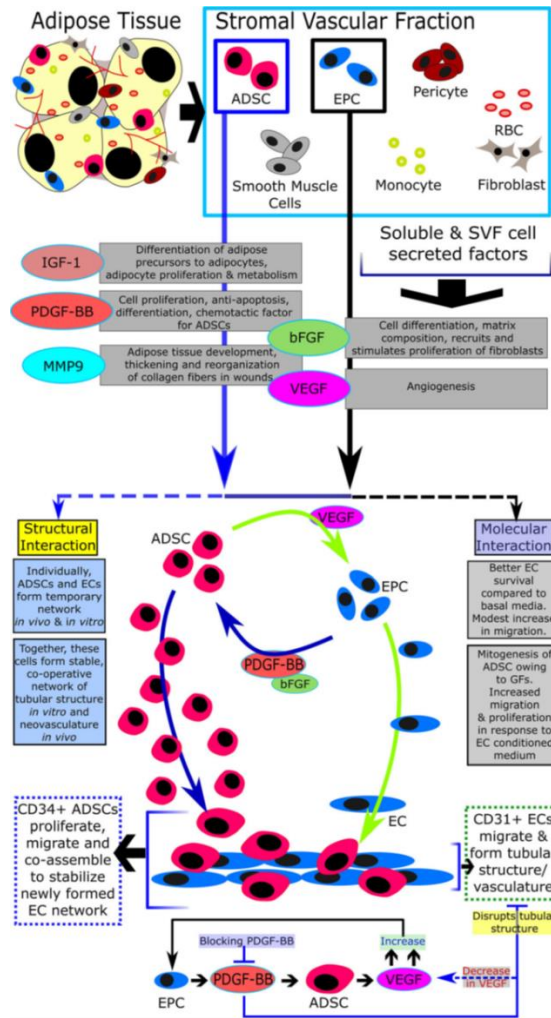 Adipose Tissue
Stromal Vascular Fraction
ADSC
EPC
Pericyte
RBC
Smooth Muscle
Cells
Monocyte
Fibroblast
Soluble & SVF cell
secreted factors
IGF-1
Differentiation of adipose
precursors to adipocytes,
adipocyte proliferation & metabolism
PDGF-BB
Cell proliferation, anti-apoptosis,
differentiation, chemotactic factor
for ADSCs
bFGF
Cell differentiation, matrix
composition, recruits and
stimulates proliferation of fibroblasts
MMP9
Adipose tissue development,
thickening and reorganization
of collagen fibers in wounds
VEGF
Angiogenesis
Structural
Interaction
Individually,
ADSCs and ECs
form temporary
network
in vivo & in vitro
Together, these
cells form stable,
co-operative
network of
tubular structure
in vitro and
neovasculature
in vivo
ADSC
VEGF
EPC
PDGF-BB
bFGF
EC
Molecular
Interaction
Better EC
survival
compared to
basal media.
Modest increase
in migration.
Mitogenesis of
ADSC owing
to GFs.
Increased
migration
& proliferation
in response to
EC conditioned
medium
CD34+ ADSCs
proliferate,
migrate and
co-assemble
to stabilize
newly formed
EC network
CD31+ ECs
migrate &
form tubular
structure/
vasculature
Disrupts tubular
structure
Blocking PDGF-BB
Increase
EPC
PDGF-BB
ADSC
VEGF
Decrease
in VEGF